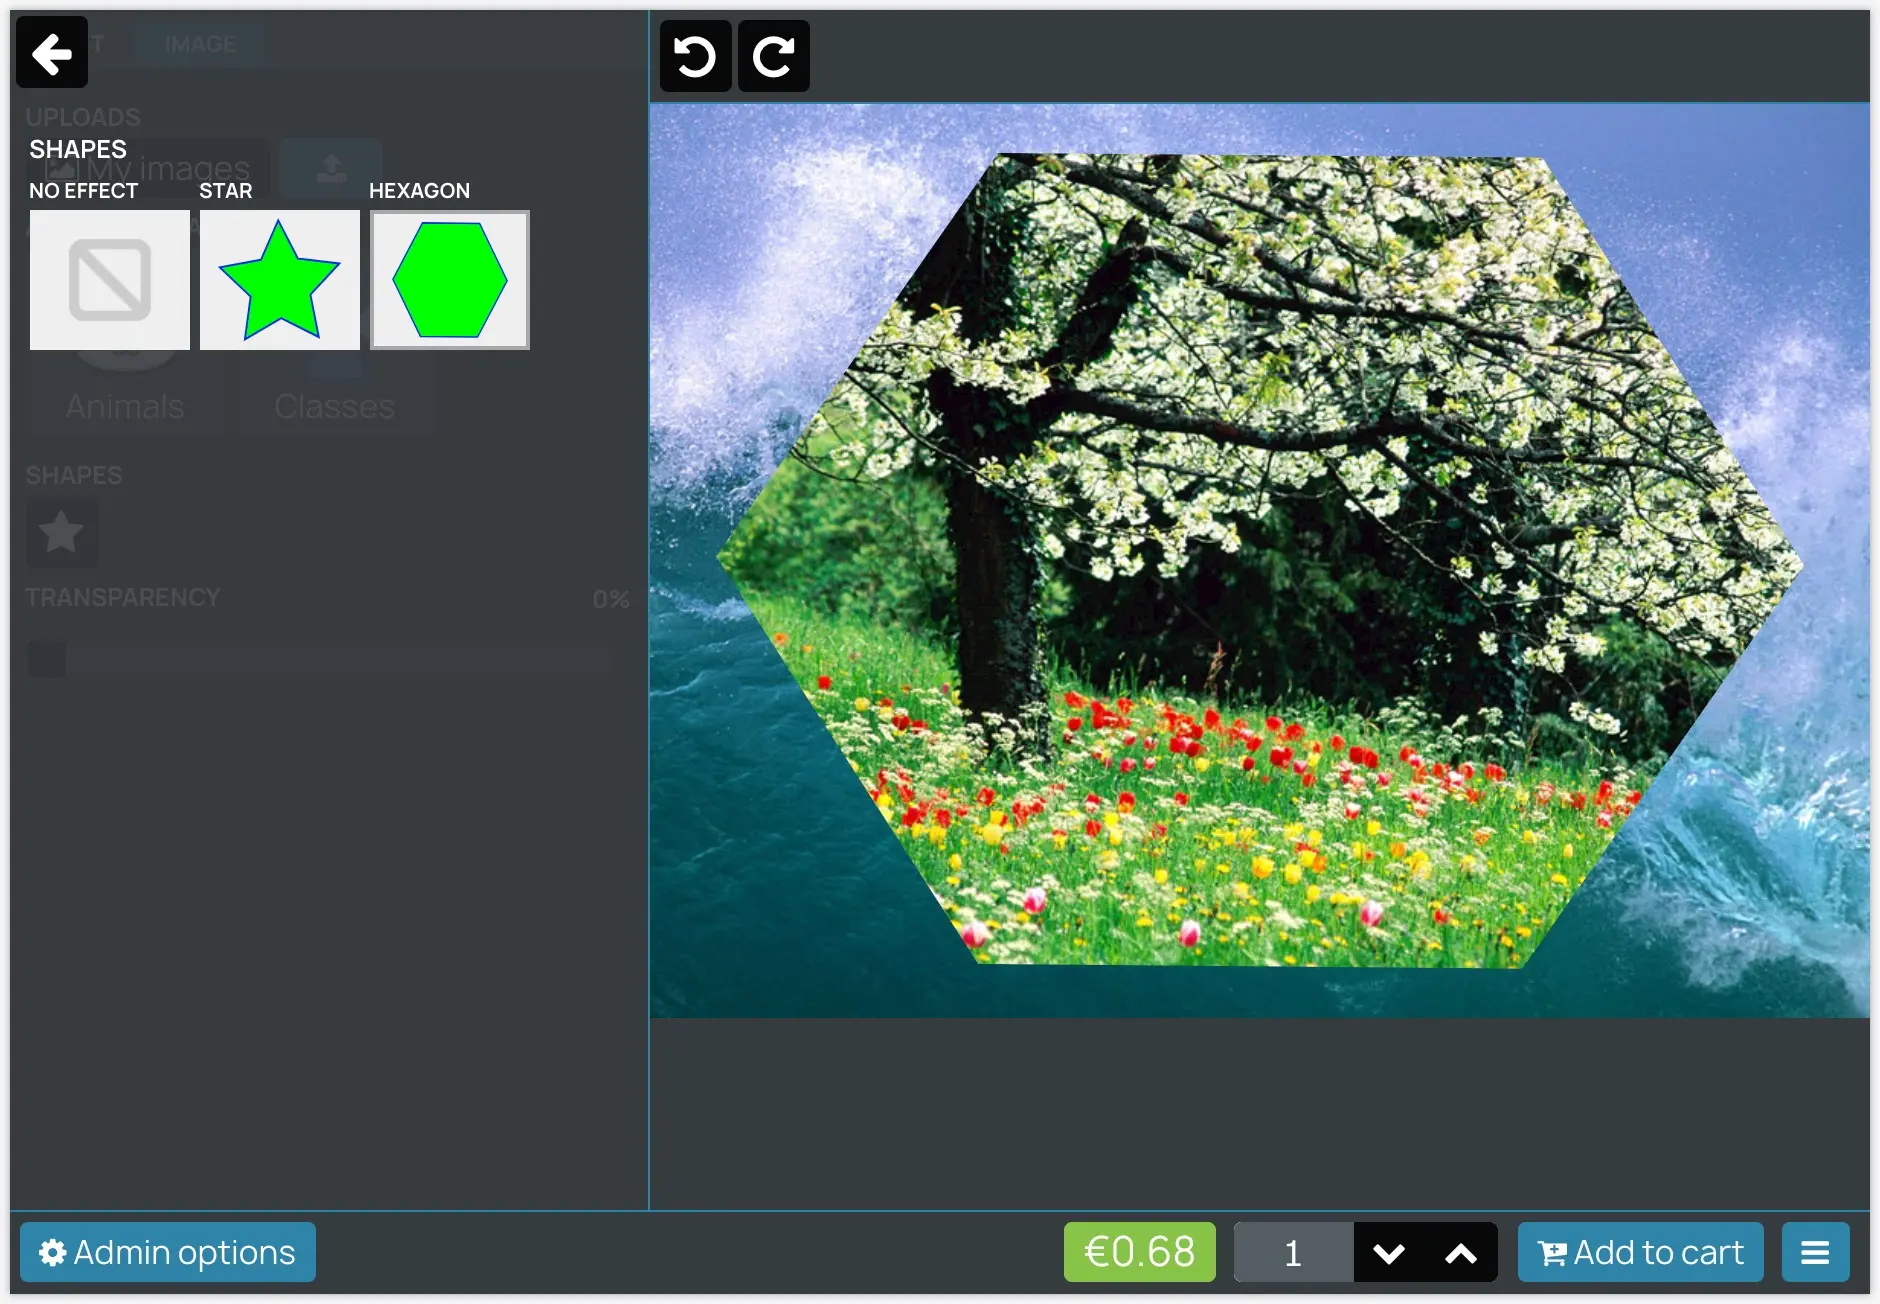 T IMAGE
UPLOADS
SHAPES
My images
NO EFFECT STAR HEXAGON
Animals Classes
SHAPES
TRANSPARENCY 0%
Admin options €0.68 1 Add to cart